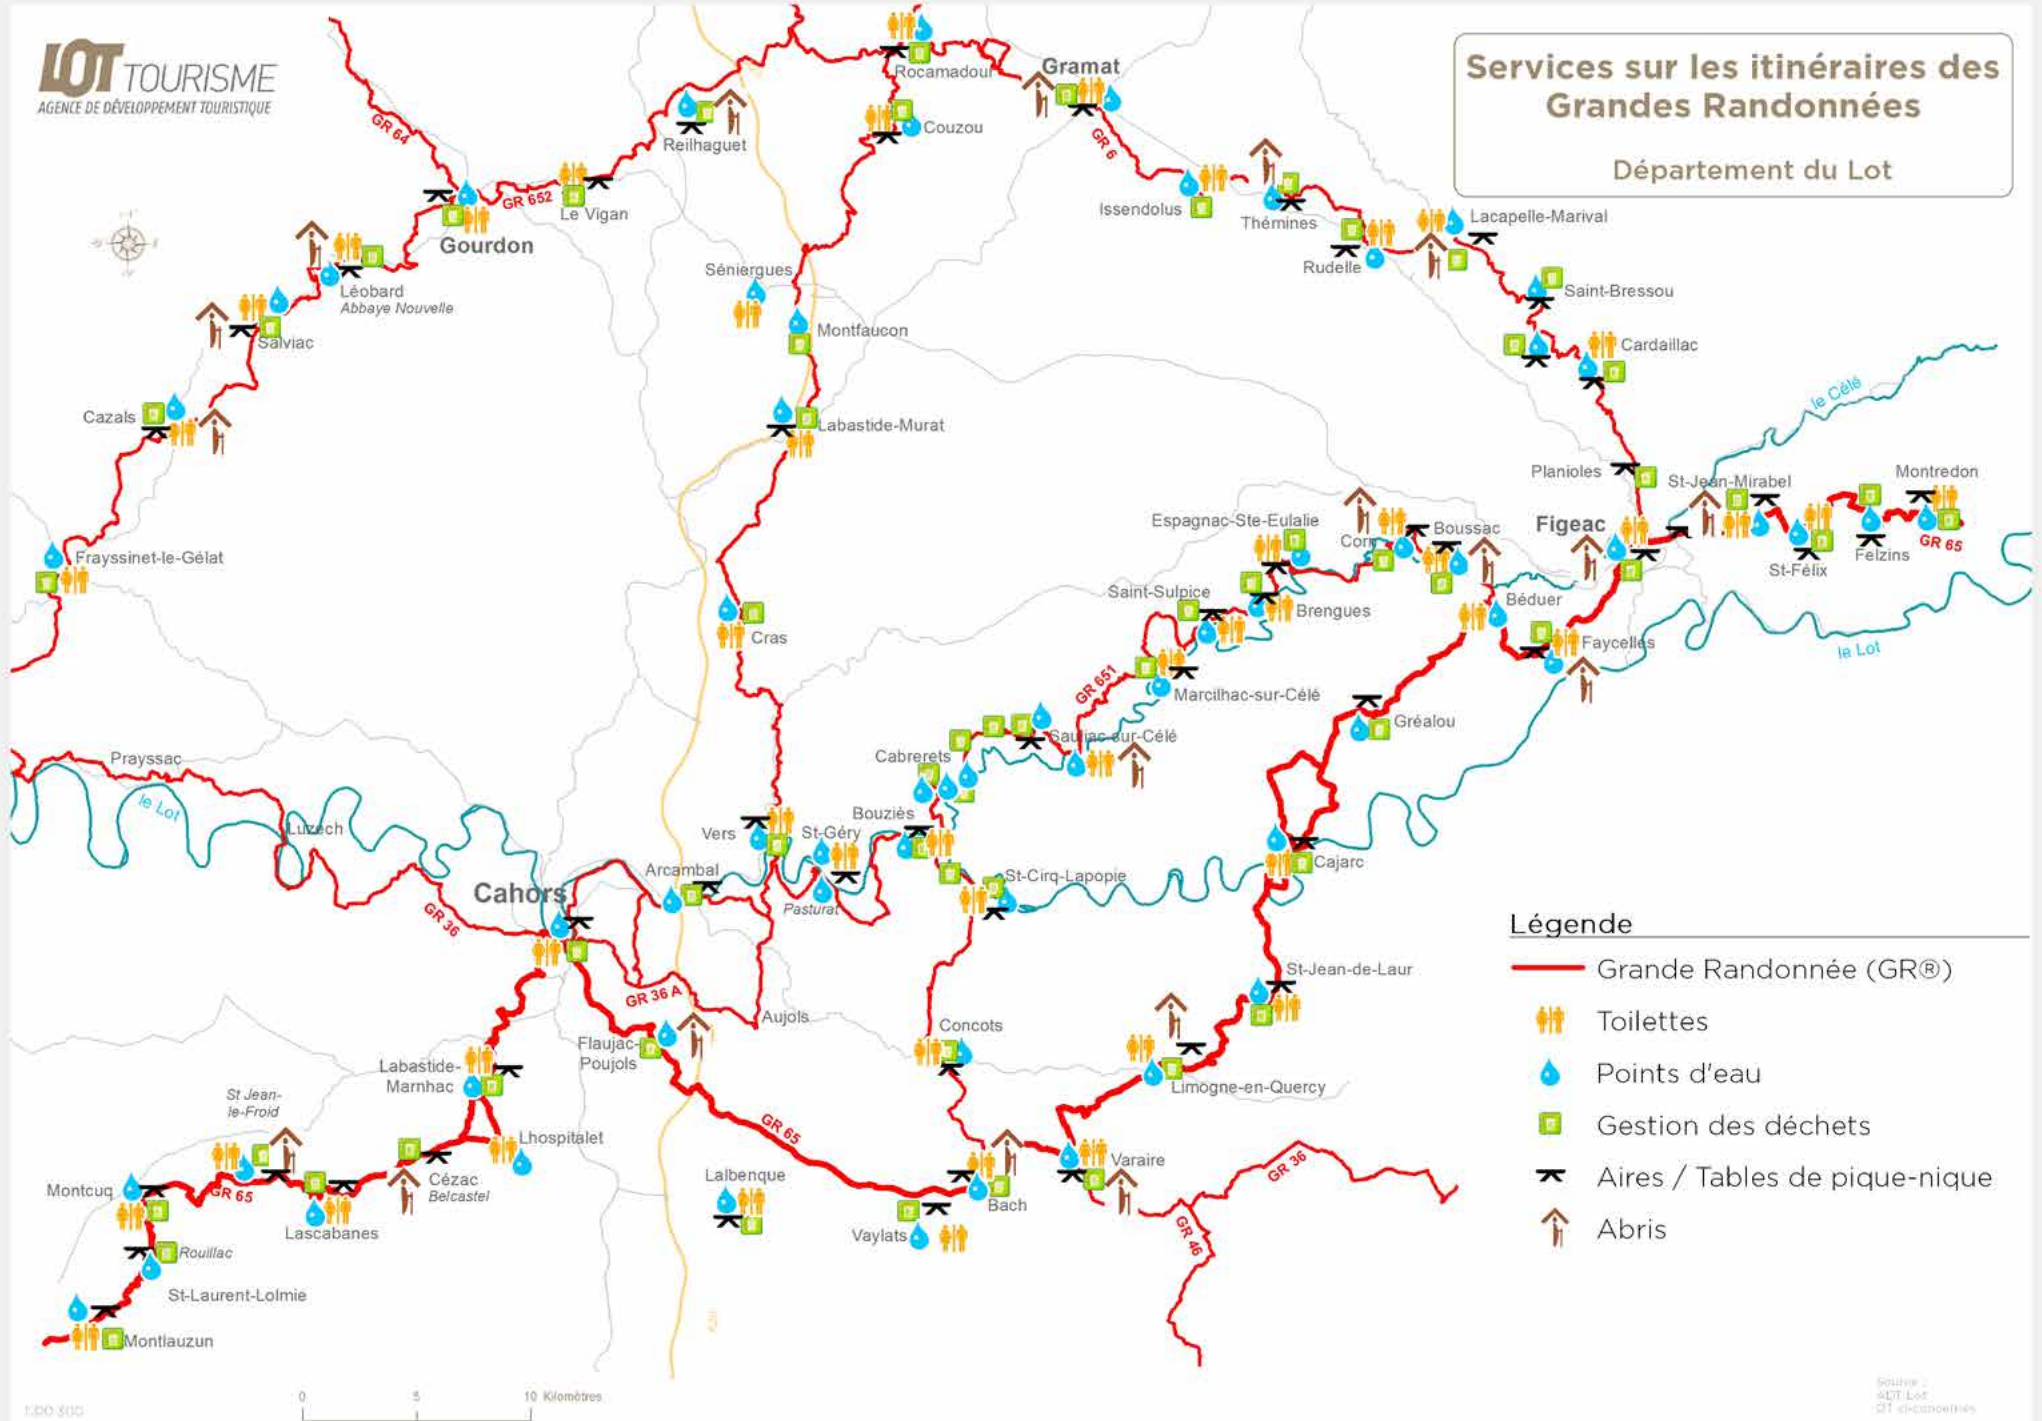 LOT TOURISME
AGENCE DE DÉVELOPPEMENT TOURISTIQUE
Services sur les itinéraires des
Grandes Randonnées
Département du Lot
Rocamadour
Gramat
GR 64
Couzou
Reilhaguet
GR 6
GR 652
Le Vigan
Issendolus
Thémines
Lacapelle-Marival
Gourdon
Rudelle
Séniergues
Léobard
Abbaye Nouvelle
Saint-Bressou
Montfaucon
Salviac
Cardaillac
le Célé
Cazals
Labastide-Murat
Planioles
St-Jean-Mirabel
Montredon
Espagnac-Ste-Eulalie
Corn
Boussac
Figeac
GR 65
Frayssinet-le-Gélat
Felzins
St-Félix
Saint-Sulpice
Brengues
Béduer
Cras
Faycelles
le Lot
GR 651
Marcilhac-sur-Célé
Gréalou
Sauliac-sur-Célé
Cabrerets
Prayssac
le Lot
Luzech
Vers
St-Géry
Bouziès
Cajarc
Arcambal
St-Cirq-Lapopie
Cahors
Pasturat
GR 36
Légende
Grande Randonnée (GR®)
St-Jean-de-Laur
GR 36 A
Aujols
Toilettes
Concots
Flaujac-
Poujols
Labastide-
Marnhac
Points d'eau
Limogne-en-Quercy
St Jean-
le-Froid
Gestion des déchets
GR 65
Lhospitalet
Varaire
GR 36
Lalbenque
Cézac
Belcastel
Aires / Tables de pique-nique
Montcuq
GR 65
Bach
Lascabanes
Vaylats
GR 46
Abris
Rouillac
St-Laurent-Lolmie
Montlauzun
0 5 10 Kilomètres